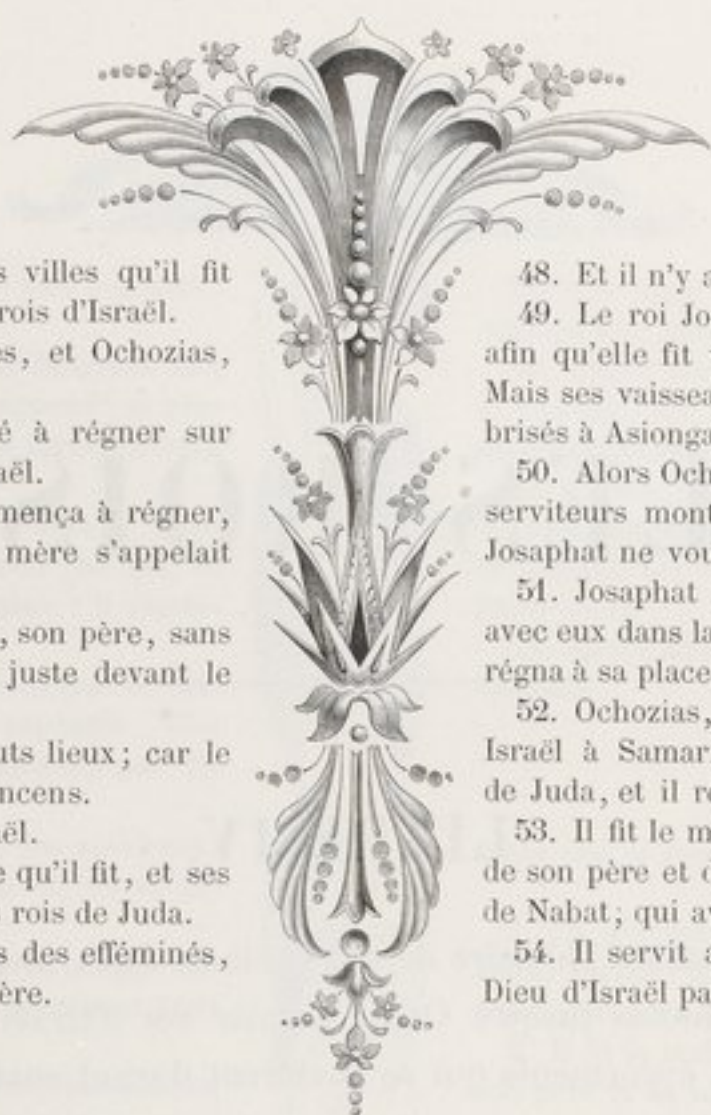 s villes qu'il fit
rois d'Israël.
es, et Ochozias,
é à régner sur
aël.
mença à régner,
mère s'appelait
, son père, sans
juste devant le
uts lieux; car le
ncens.
aël.
e qu'il fit, et ses
rois de Juda.
s des efféminés,
ère.
48. Et il n'y a
49. Le roi Jo
afin qu'elle fit
Mais ses vaissea
brisés à Asionga
50. Alors Och
serviteurs mont
Josaphat ne vou
51. Josaphat
avec eux dans la
régna à sa place
52. Ochozias,
Israël à Samar
de Juda, et il r
53. Il fit le m
de son père et d
de Nabat; qui av
54. Il servit a
Dieu d'Israël pa